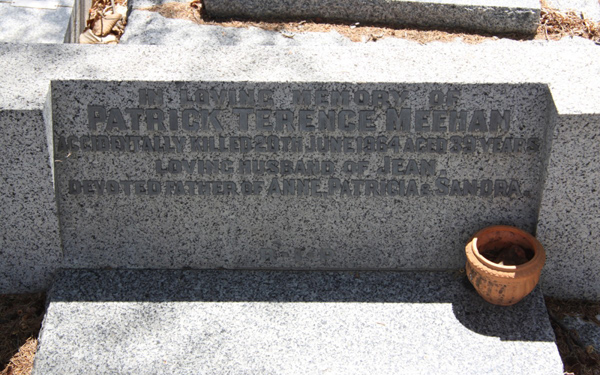 IN LOVING MEMORY OF
PATRICK TERENCE MEEHAN
ACCIDENTALLY KILLED 20TH JUNE 1964 AGED 39 YEARS
LOVING HUSBAND OF JEAN
DEVOTED FATHER OF ANNE, PATRICIA & SANDRA.